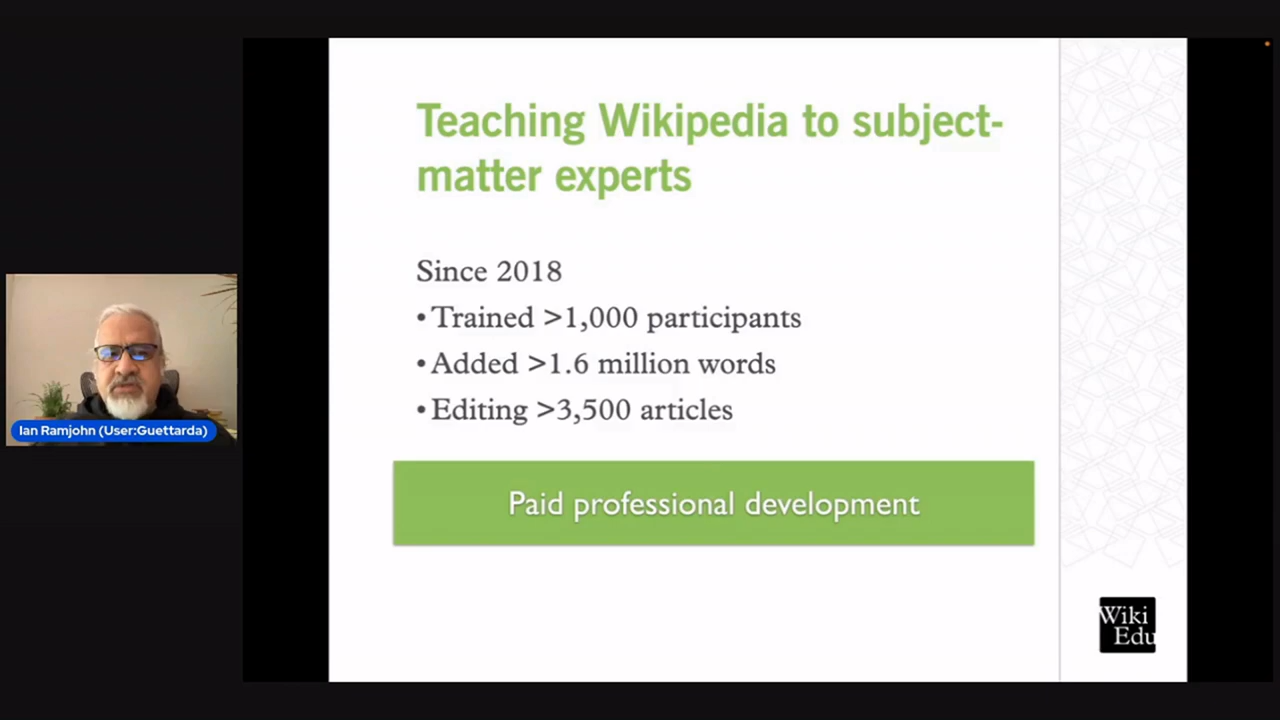 Teaching Wikipedia to subject-
matter experts
Since 2018
• Trained >1,000 participants
• Added >1.6 million words
• Editing >3,500 articles
Paid professional development
Ian Ramjohn (User:Guettarda)
Wiki
Edu